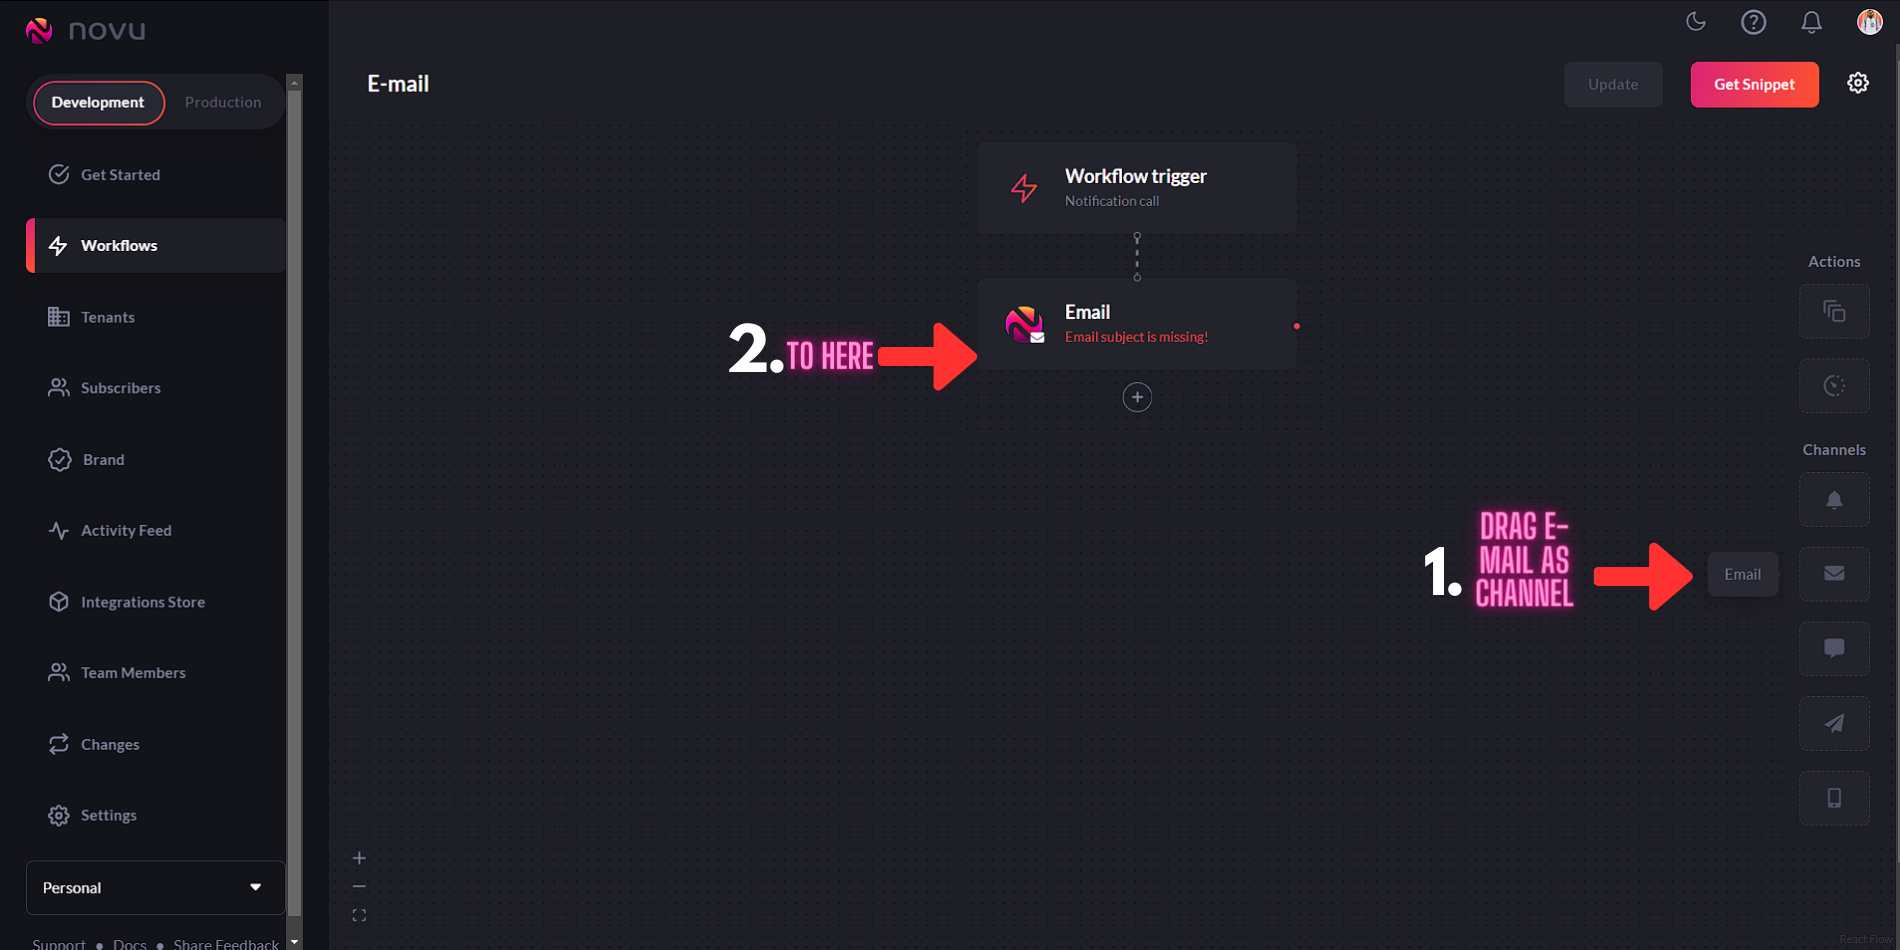 novu
Development
Production
Get Started
Workflows
Tenants
Subscribers
Brand
Activity Feed
Integrations Store
Team Members
Changes
Settings
Personal
Support • Docs • Share Feedback
E-mail
Update
Get Snippet
Workflow trigger
Notification call
Email
Email subject is missing!
2. TO HERE
Actions
Channels
1.
DRAG E-
MAIL AS
CHANNEL
Email
React Flow